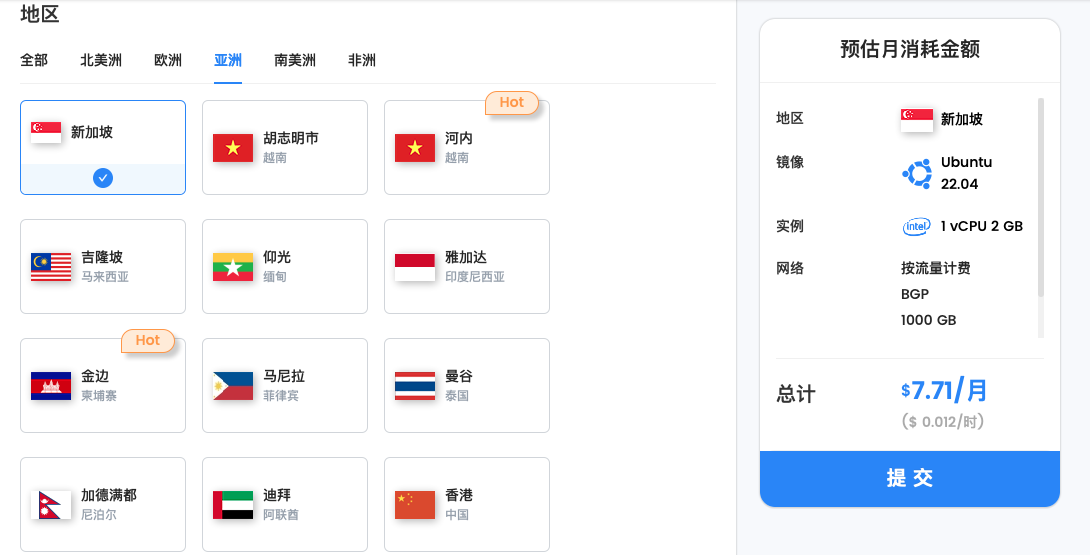 地区
全部
北美洲
欧洲
亚洲
南美洲
非洲
新加坡
胡志明市
越南
Hot
河内
越南
吉隆坡
马来西亚
仰光
缅甸
雅加达
印度尼西亚
Hot
金边
柬埔寨
马尼拉
菲律宾
曼谷
泰国
加德满都
尼泊尔
迪拜
阿联酋
香港
中国
预估月消耗金额
地区
新加坡
镜像
Ubuntu
22.04
实例
intel
1 vCPU 2 GB
网络
按流量计费
BGP
1000 GB
总计
$7.71/月
($ 0.012/时)
提 交